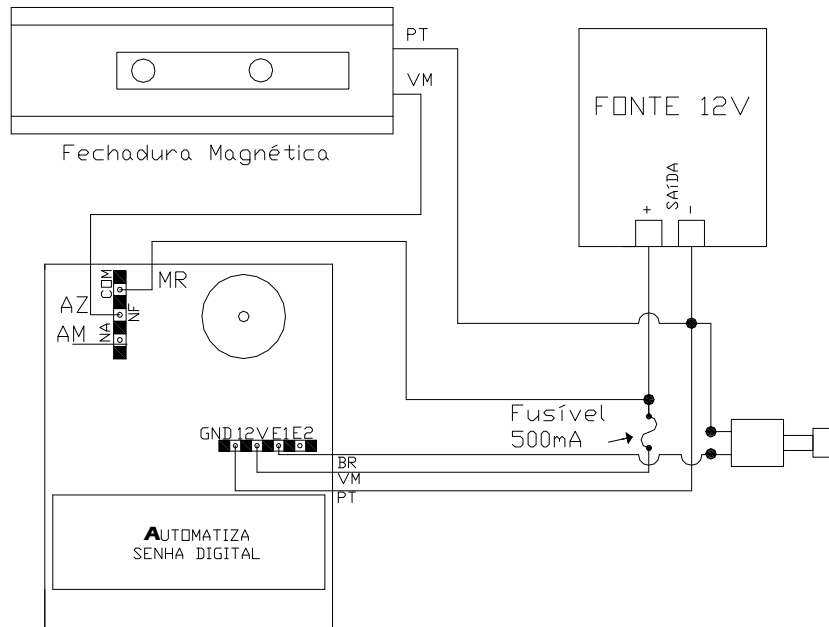 PT
VM
Fechadura Magnética
FONTE 12V
SAÍDA
+
-
COM
MR
AZ
NF
AM
NA
GND 12V E1 E2
Fusível
500mA
BR
VM
PT
AUTOMATIZA
SENHA DIGITAL